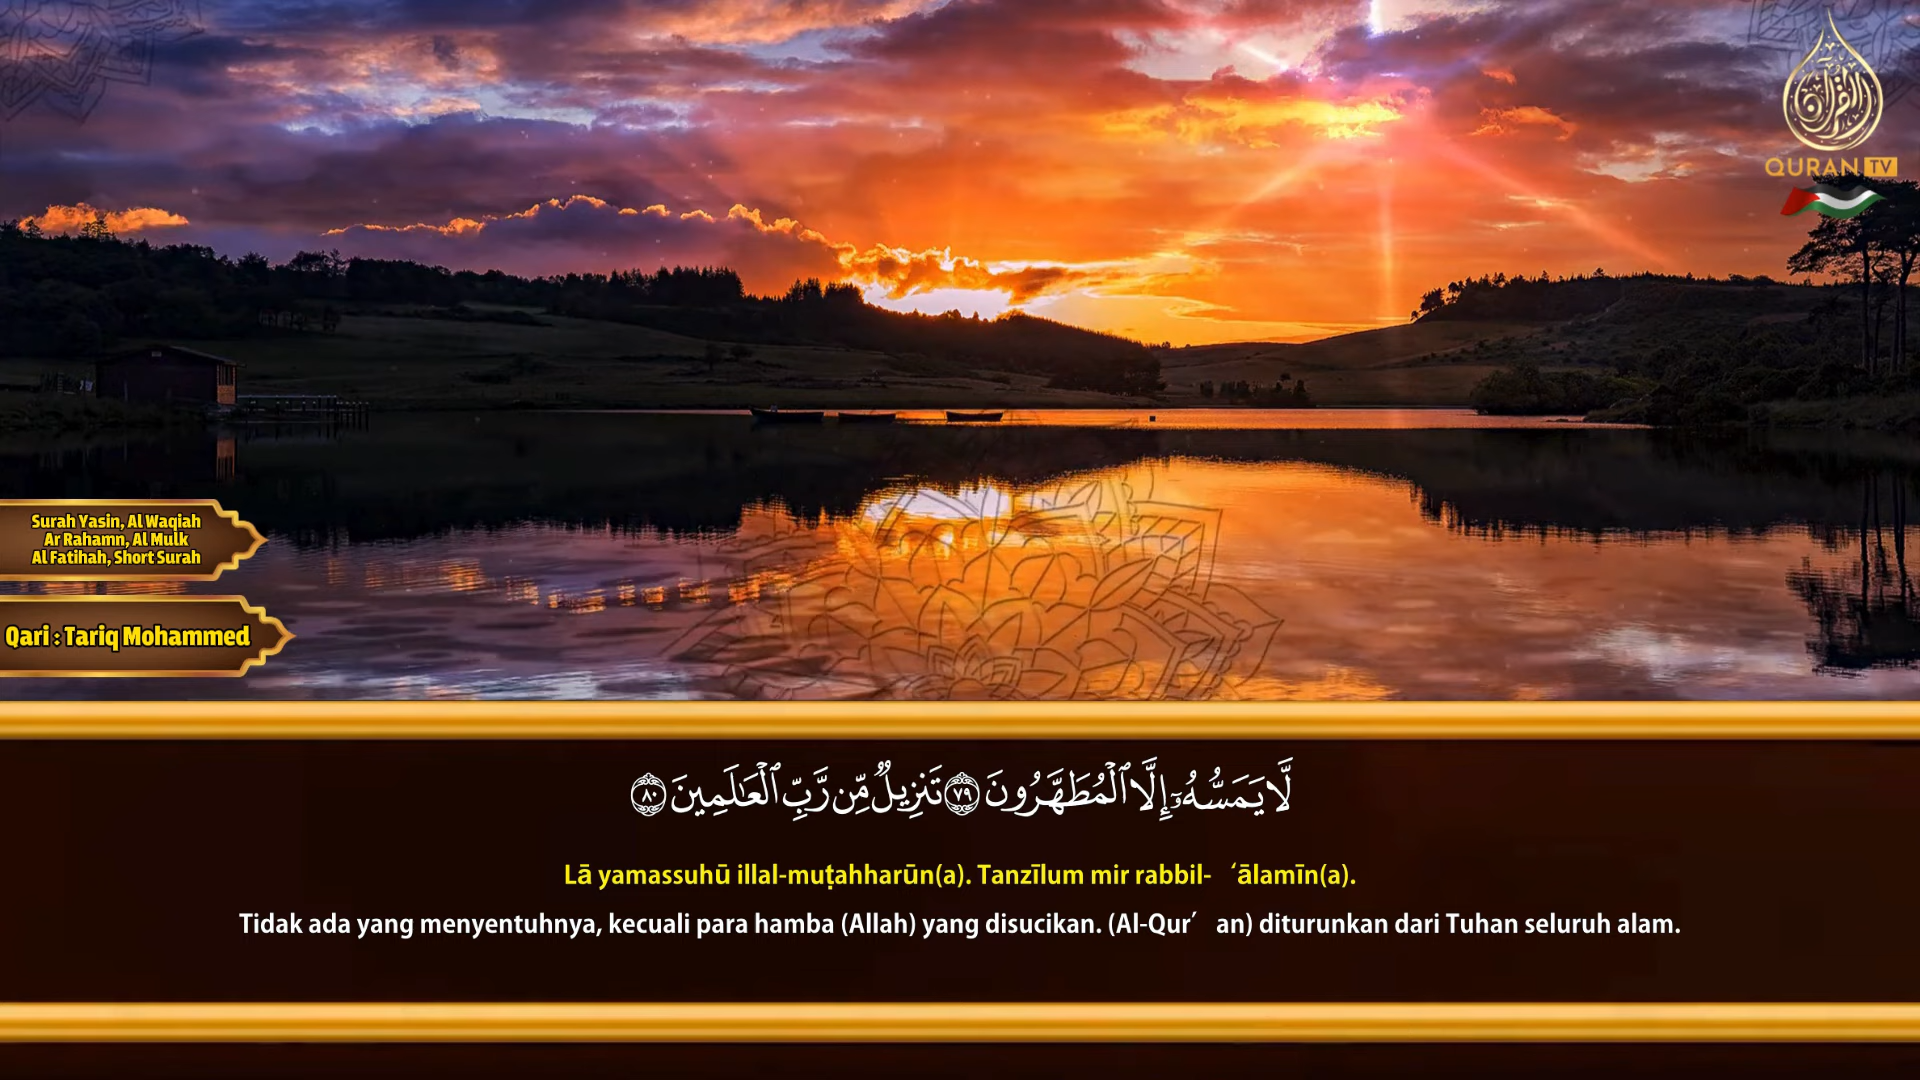 القرآن
QURAN TV
Surah Yasin, Al Waqiah
Ar Rahamn, Al Mulk
Al Fatihah, Short Surah
Qari : Tariq Mohammed
لَّا يَمَسُّهُۥٓ إِلَّا ٱلۡمُطَهَّرُونَ ٧٩ تَنزِيلٞ مِّن رَّبِّ ٱلۡعَٰلَمِينَ ٨٠
Lā yamassuhū illal-muṭahharūn(a). Tanzīlum mir rabbil- ‘ālamīn(a).
Tidak ada yang menyentuhnya, kecuali para hamba (Allah) yang disucikan. (Al-Qur′ an) diturunkan dari Tuhan seluruh alam.